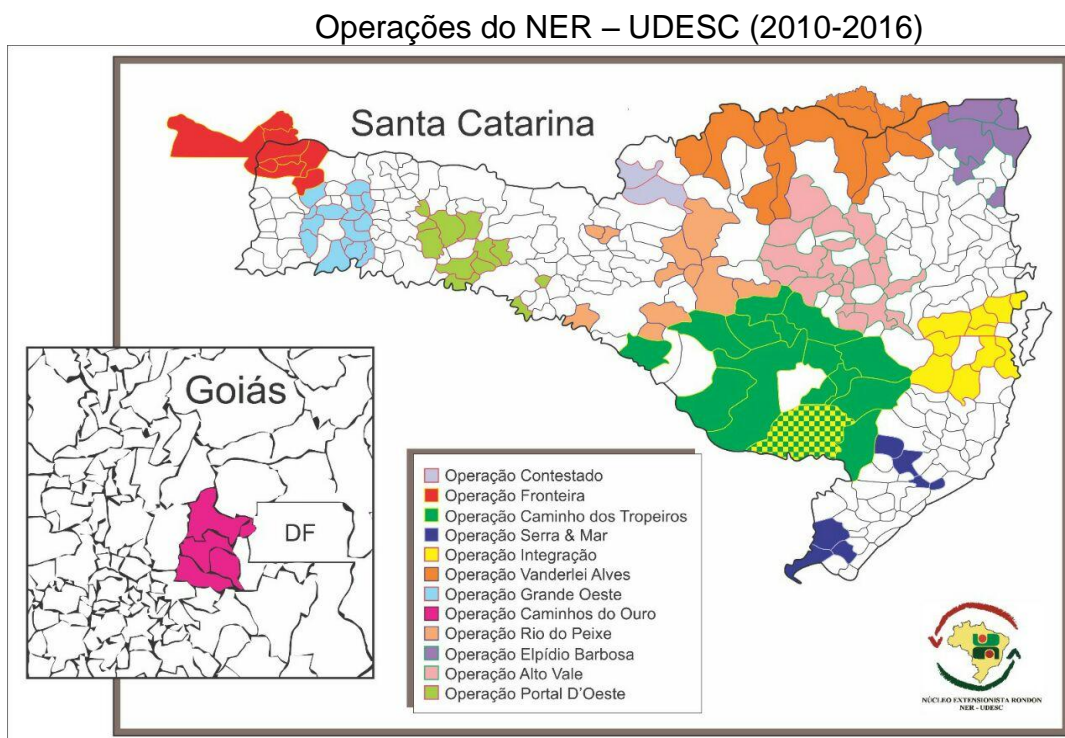 Operações do NER – UDESC (2010-2016)
Santa Catarina
Goiás
DF
Operação Contestado
Operação Fronteira
Operação Caminho dos Tropeiros
Operação Serra & Mar
Operação Integração
Operação Vanderlei Alves
Operação Grande Oeste
Operação Caminhos do Ouro
Operação Rio do Peixe
Operação Elpídio Barbosa
Operação Alto Vale
Operação Portal D'Oeste
NÚCLEO EXTENSIONISTA RONDON
NER - UDESC